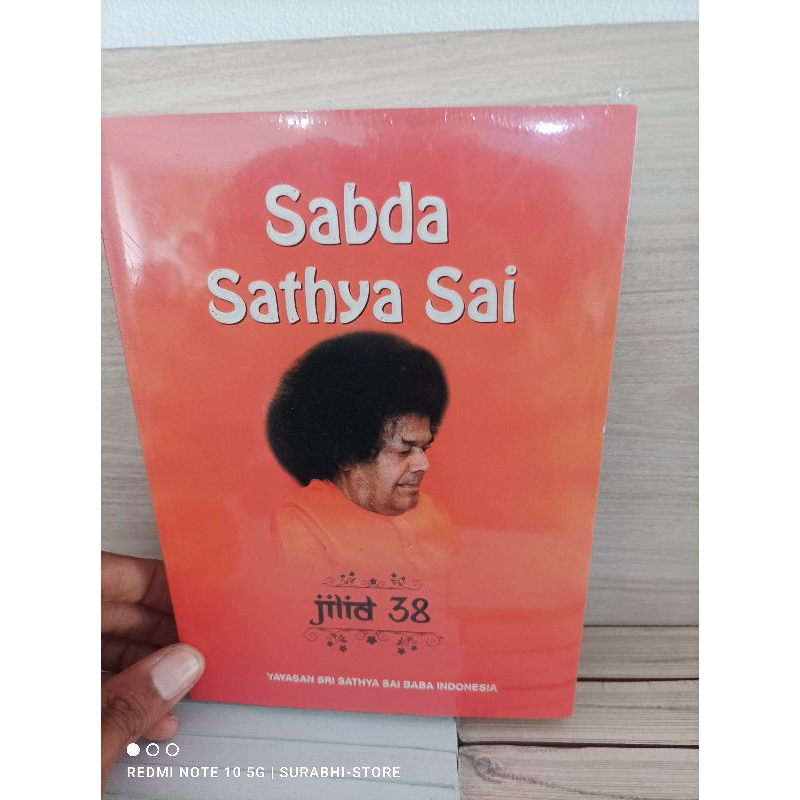 Sabda
Sathya Sai
jilid 38
YAYASAN SRI SATHYA SAI BABA INDONESIA
REDMI NOTE 10 5G | SURABHI-STORE